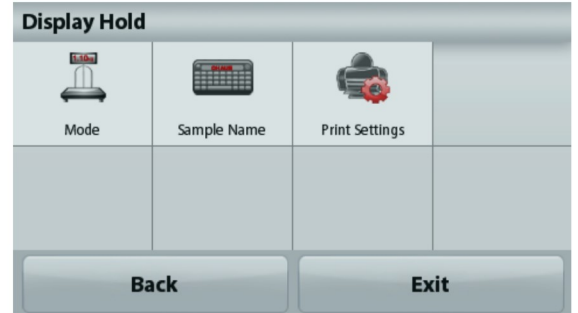 Display Hold
Mode
Sample Name
Print Settings
Back
Exit